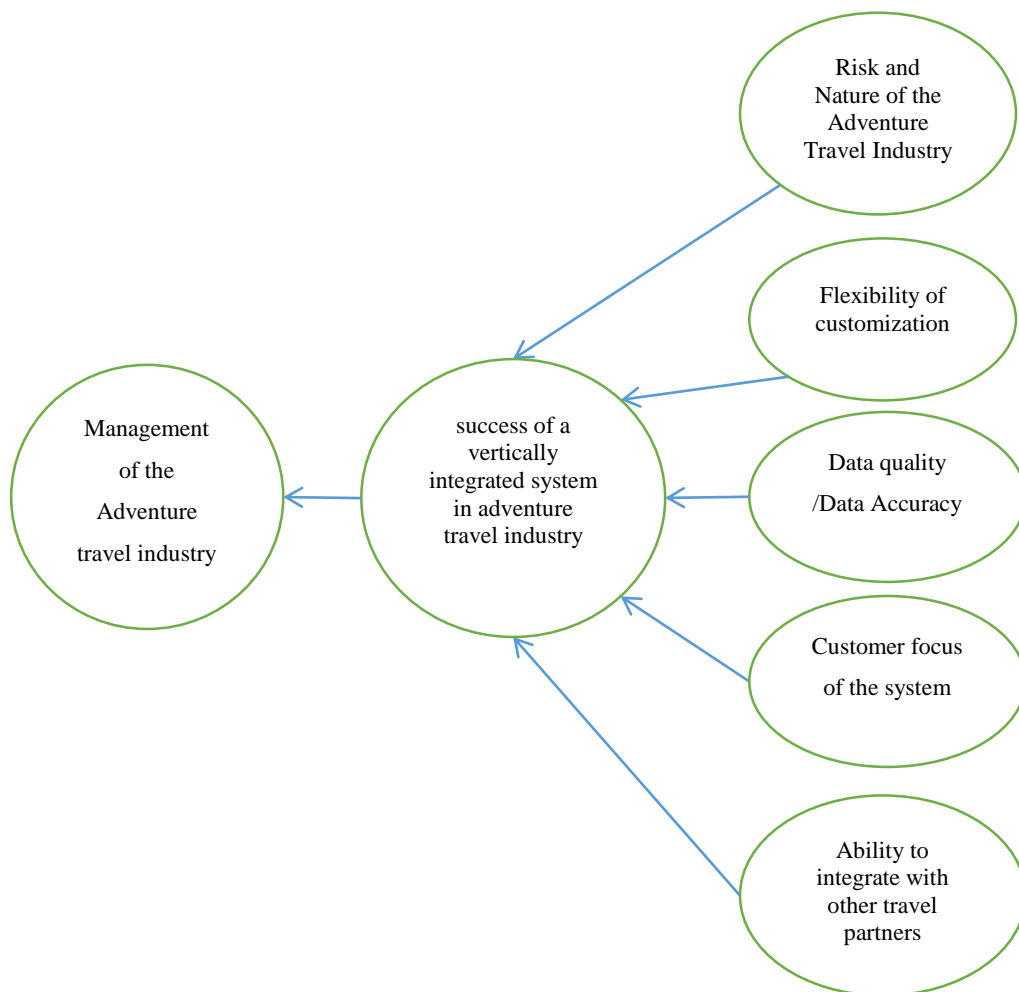 Risk and
Nature of the
Adventure
Travel Industry
Flexibility of
customization
Management
of the
Adventure
travel industry
success of a
vertically
integrated system
in adventure
travel industry
Data quality
/Data Accuracy
Customer focus
of the system
Ability to
integrate with
other travel
partners